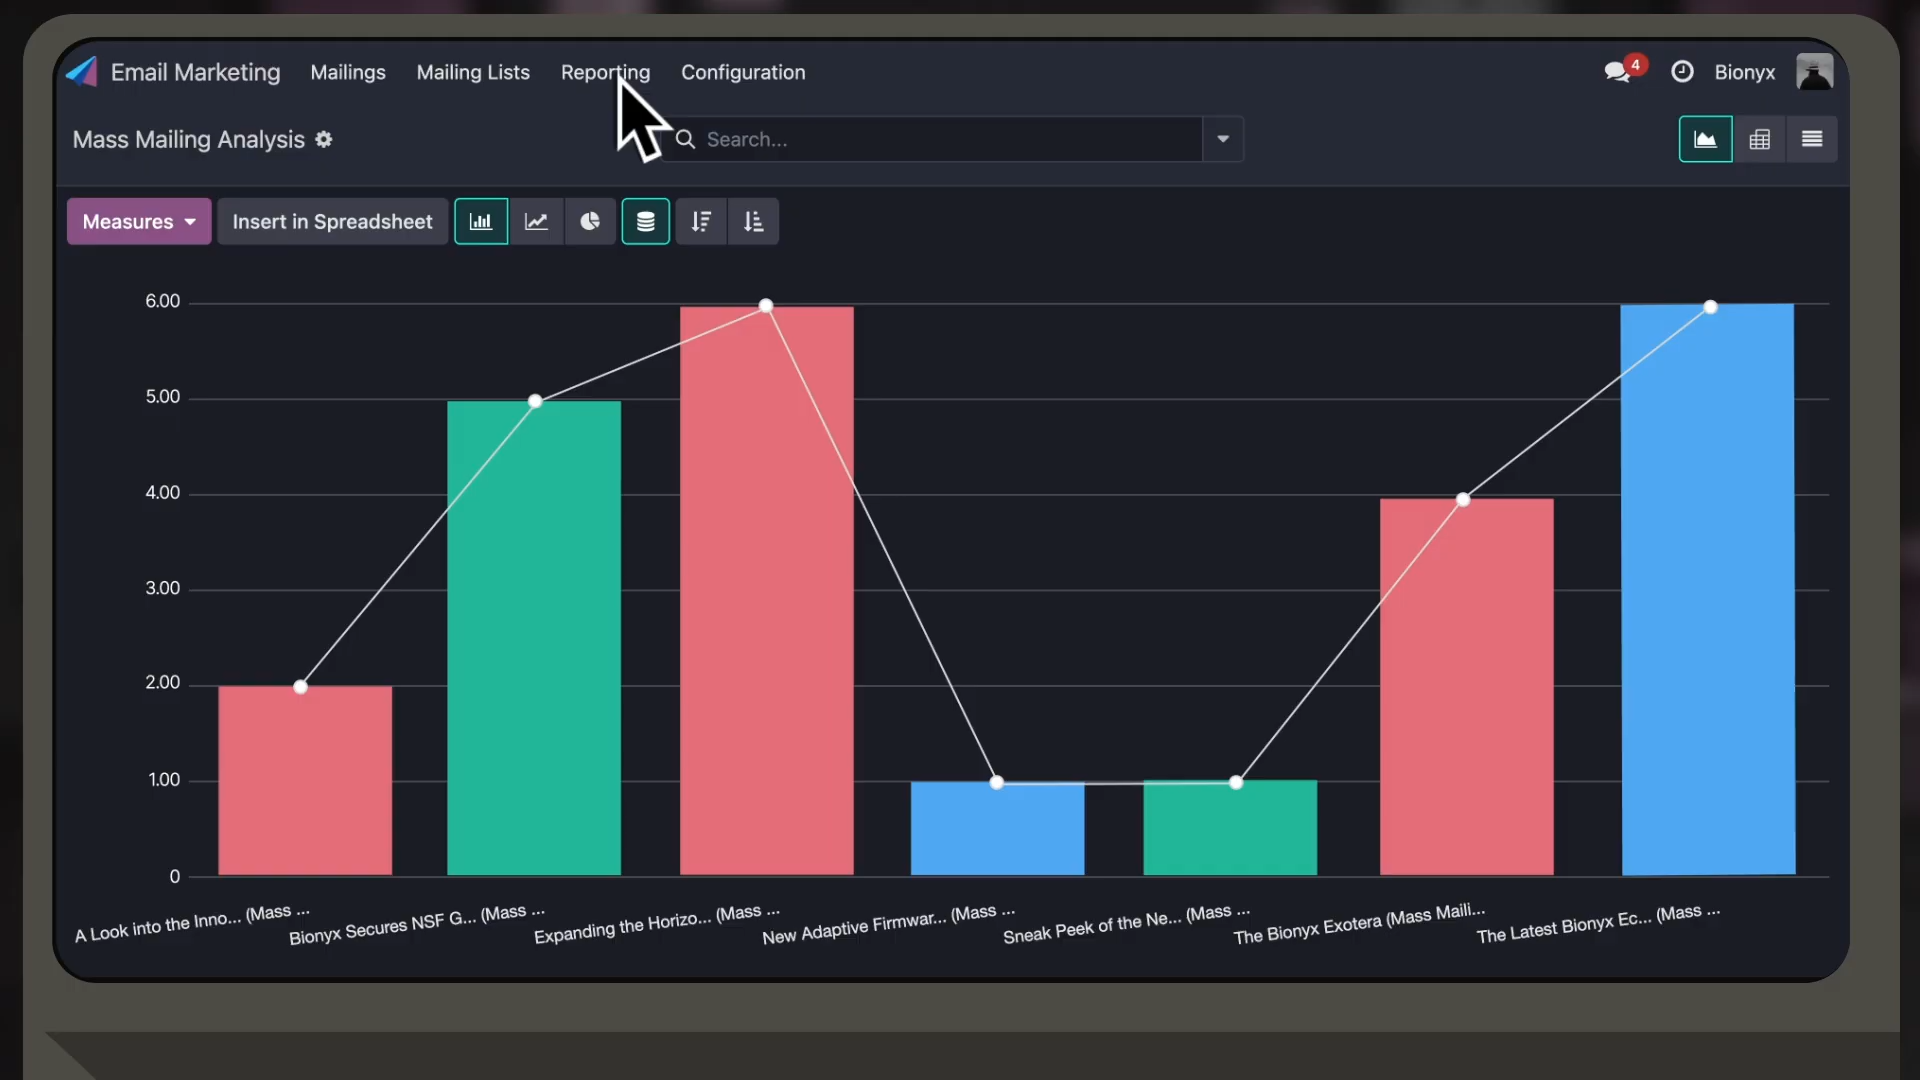 Email Marketing Mailings Mailing Lists Reporting Configuration 4 Bionyx
Mass Mailing Analysis Search...
Measures Insert in Spreadsheet
6.00
5.00
4.00
3.00
2.00
1.00
0
A Look into the Inno... (Mass ...
Bionyx Secures NSF G... (Mass ...
Expanding the Horizo... (Mass ...
New Adaptive Firmwar... (Mass ...
Sneak Peek of the Ne... (Mass ...
The Bionyx Exotera (Mass Maili...
The Latest Bionyx Ec... (Mass ...